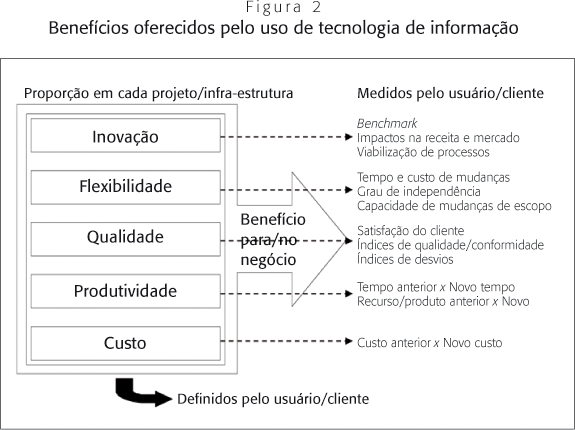 Figura 2
Benefícios oferecidos pelo uso de tecnologia de informação
Proporção em cada projeto/infra-estrutura
Medidos pelo usuário/cliente
Inovação
Benchmark
Impactos na receita e mercado
Viabilização de processos
Flexibilidade
Tempo e custo de mudanças
Grau de independência
Capacidade de mudanças de escopo
Benefício
para/no
negócio
Qualidade
Satisfação do cliente
Índices de qualidade/conformidade
Índices de desvios
Produtividade
Tempo anterior x Novo tempo
Recurso/produto anterior x Novo
Custo
Custo anterior x Novo custo
Definidos pelo usuário/cliente